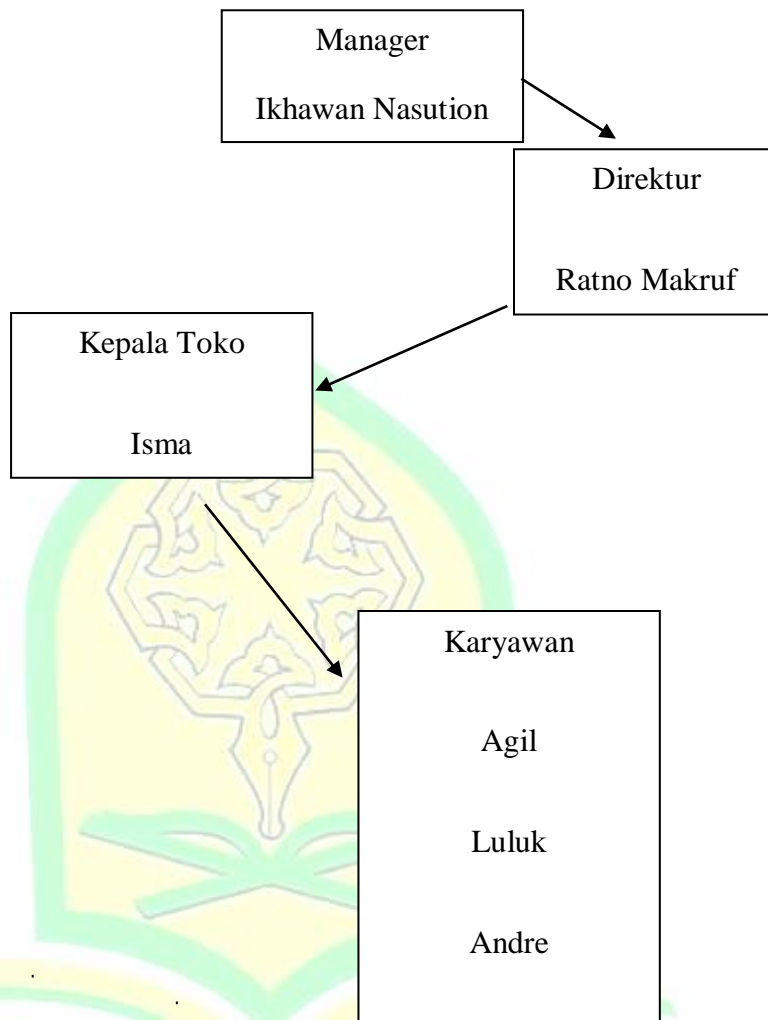 Manager
Ikhawan Nasution
Direktur
Ratno Makruf
Kepala Toko
Isma
Karyawan
Agil
Luluk
Andre